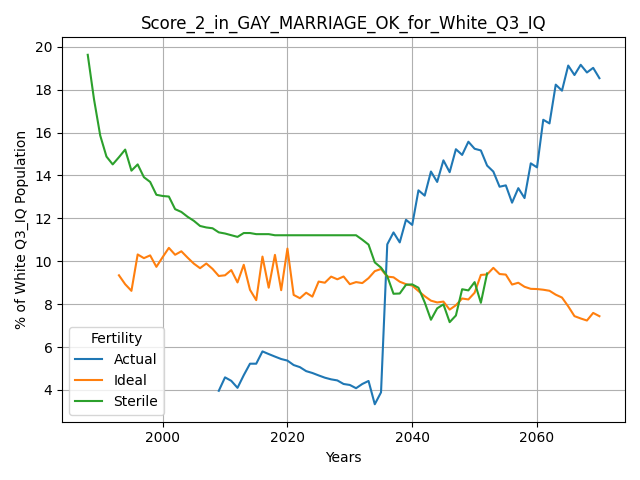 Score_2_in_GAY_MARRIAGE_OK_for_White_Q3_IQ
% of White Q3_IQ Population
20
18
16
14
12
10
8
6
4
Fertility
Actual
Ideal
Sterile
2000 2020 2040 2060
Years